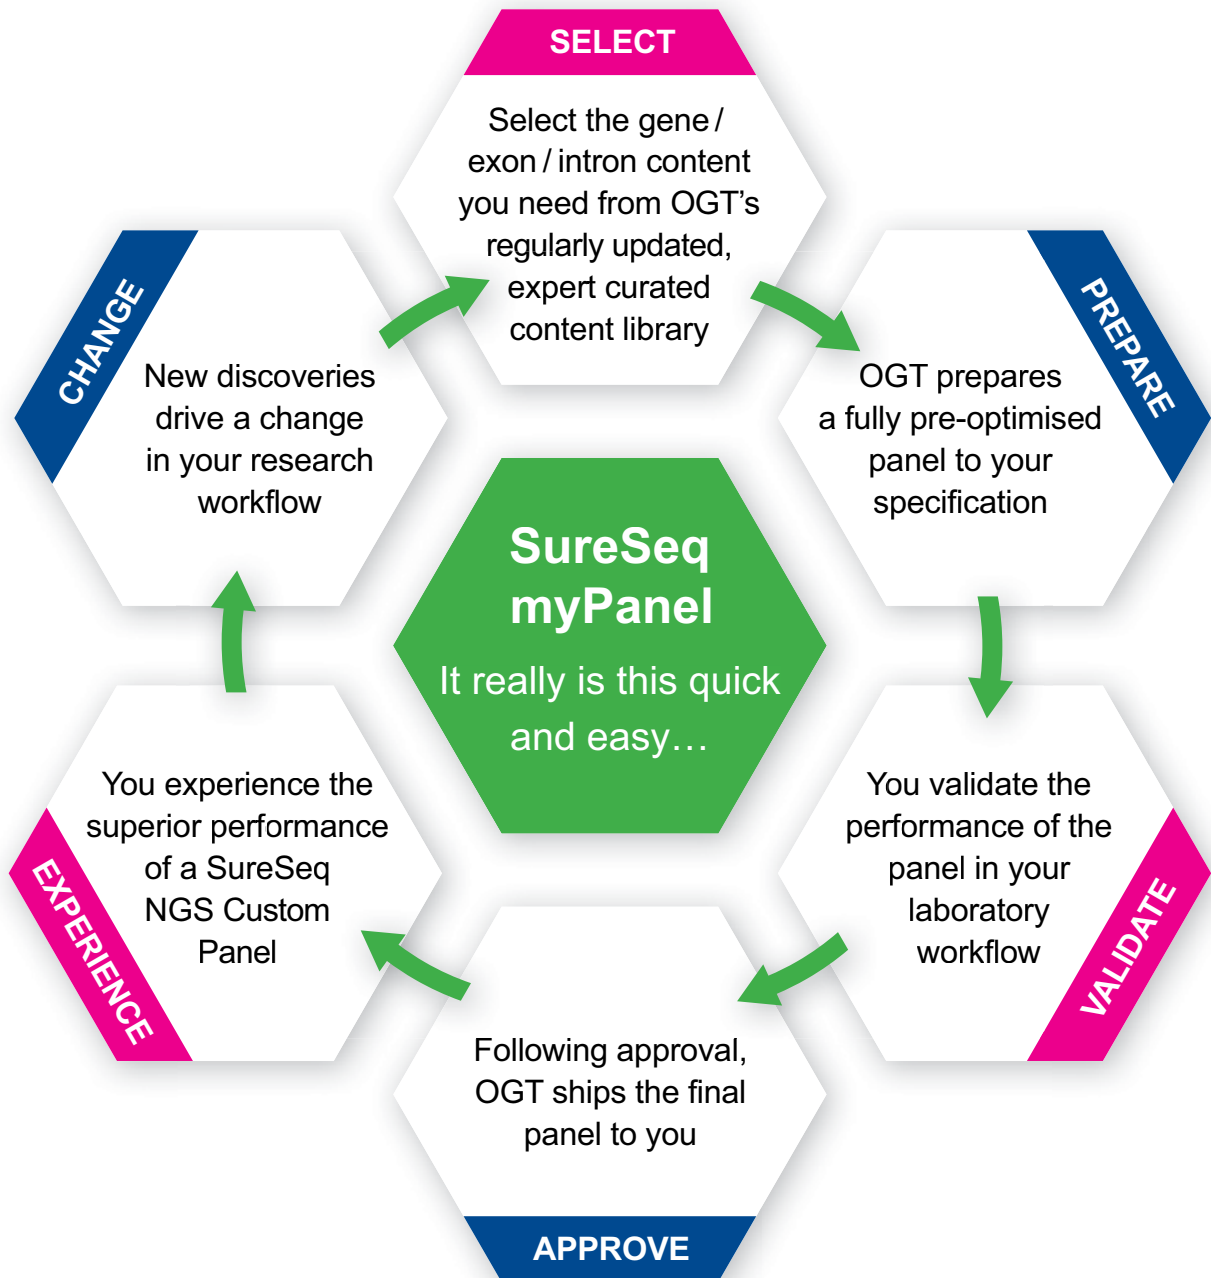 SELECT
Select the gene / 
exon / intron content
you need from OGT’s
regularly updated,
expert curated
content library
PREPARE
OGT prepares
a fully pre-optimised
panel to your
specification
VALIDATE
You validate the
performance of the
panel in your
laboratory
workflow
Following approval,
OGT ships the final
panel to you
APPROVE
EXPERIENCE
You experience the
superior performance
of a SureSeq
NGS Custom
Panel
CHANGE
New discoveries
drive a change
in your research
workflow
SureSeq
myPanel
It really is this quick
and easy…